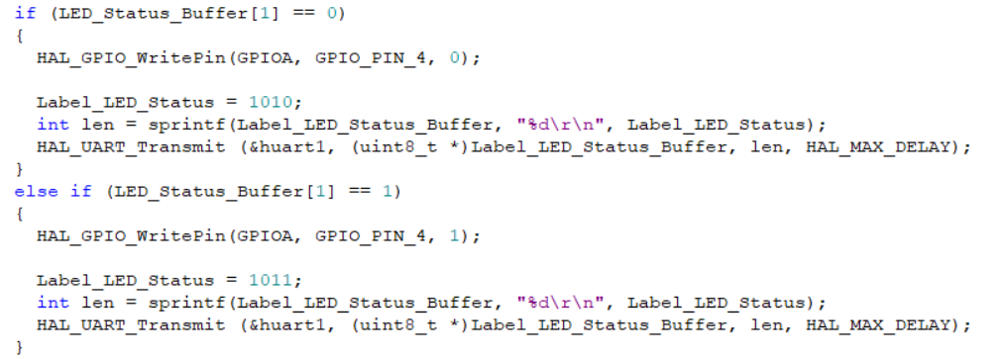 if (LED_Status_Buffer[1] == 0)
{
  HAL_GPIO_WritePin(GPIOA, GPIO_PIN_4, 0);

  Label_LED_Status = 1010;
  int len = sprintf(Label_LED_Status_Buffer, "%d\r\n", Label_LED_Status);
  HAL_UART_Transmit (&huart1, (uint8_t *)Label_LED_Status_Buffer, len, HAL_MAX_DELAY);
}
else if (LED_Status_Buffer[1] == 1)
{
  HAL_GPIO_WritePin(GPIOA, GPIO_PIN_4, 1);

  Label_LED_Status = 1011;
  int len = sprintf(Label_LED_Status_Buffer, "%d\r\n", Label_LED_Status);
  HAL_UART_Transmit (&huart1, (uint8_t *)Label_LED_Status_Buffer, len, HAL_MAX_DELAY);
}